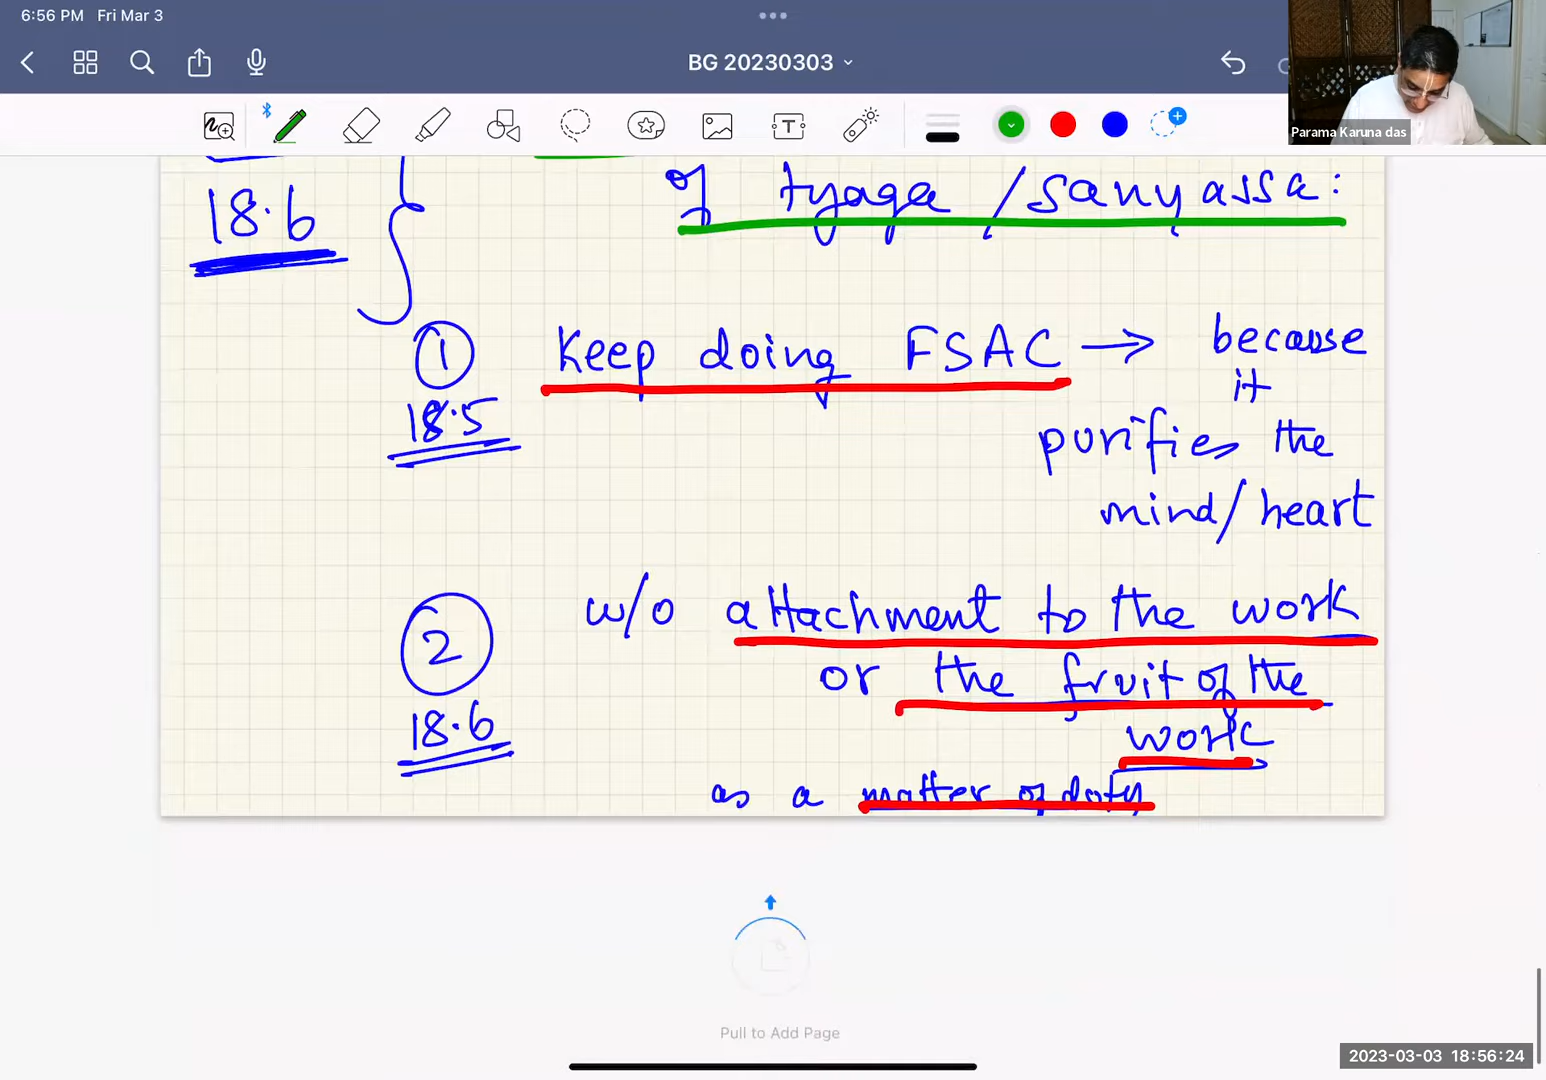 6:56 PM Fri Mar 3
BG 20230303
Parama Karuna das
of tyaga / sanyassa:
18.6
① Keep doing FSAC → because
it
18.5
purifies the
mind/heart
② w/o attachment to the work
or the fruit of the
18.6
work
as a matter of duty
Pull to Add Page
2023-03-03 18:56:24